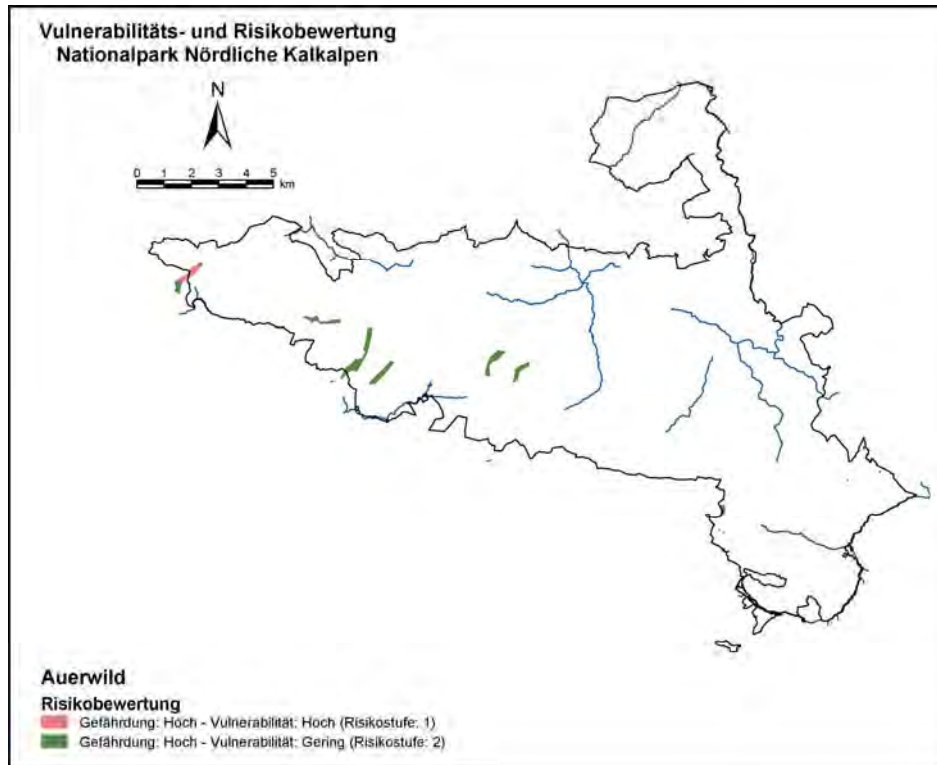 Vulnerabilitäts- und Risikobewertung
Nationalpark Nördliche Kalkalpen
N
0 1 2 3 4 5
km
Auerwild
Risikobewertung
Gefährdung: Hoch - Vulnerabilität: Hoch (Risikostufe: 1)
Gefährdung: Hoch - Vulnerabilität: Gering (Risikostufe: 2)